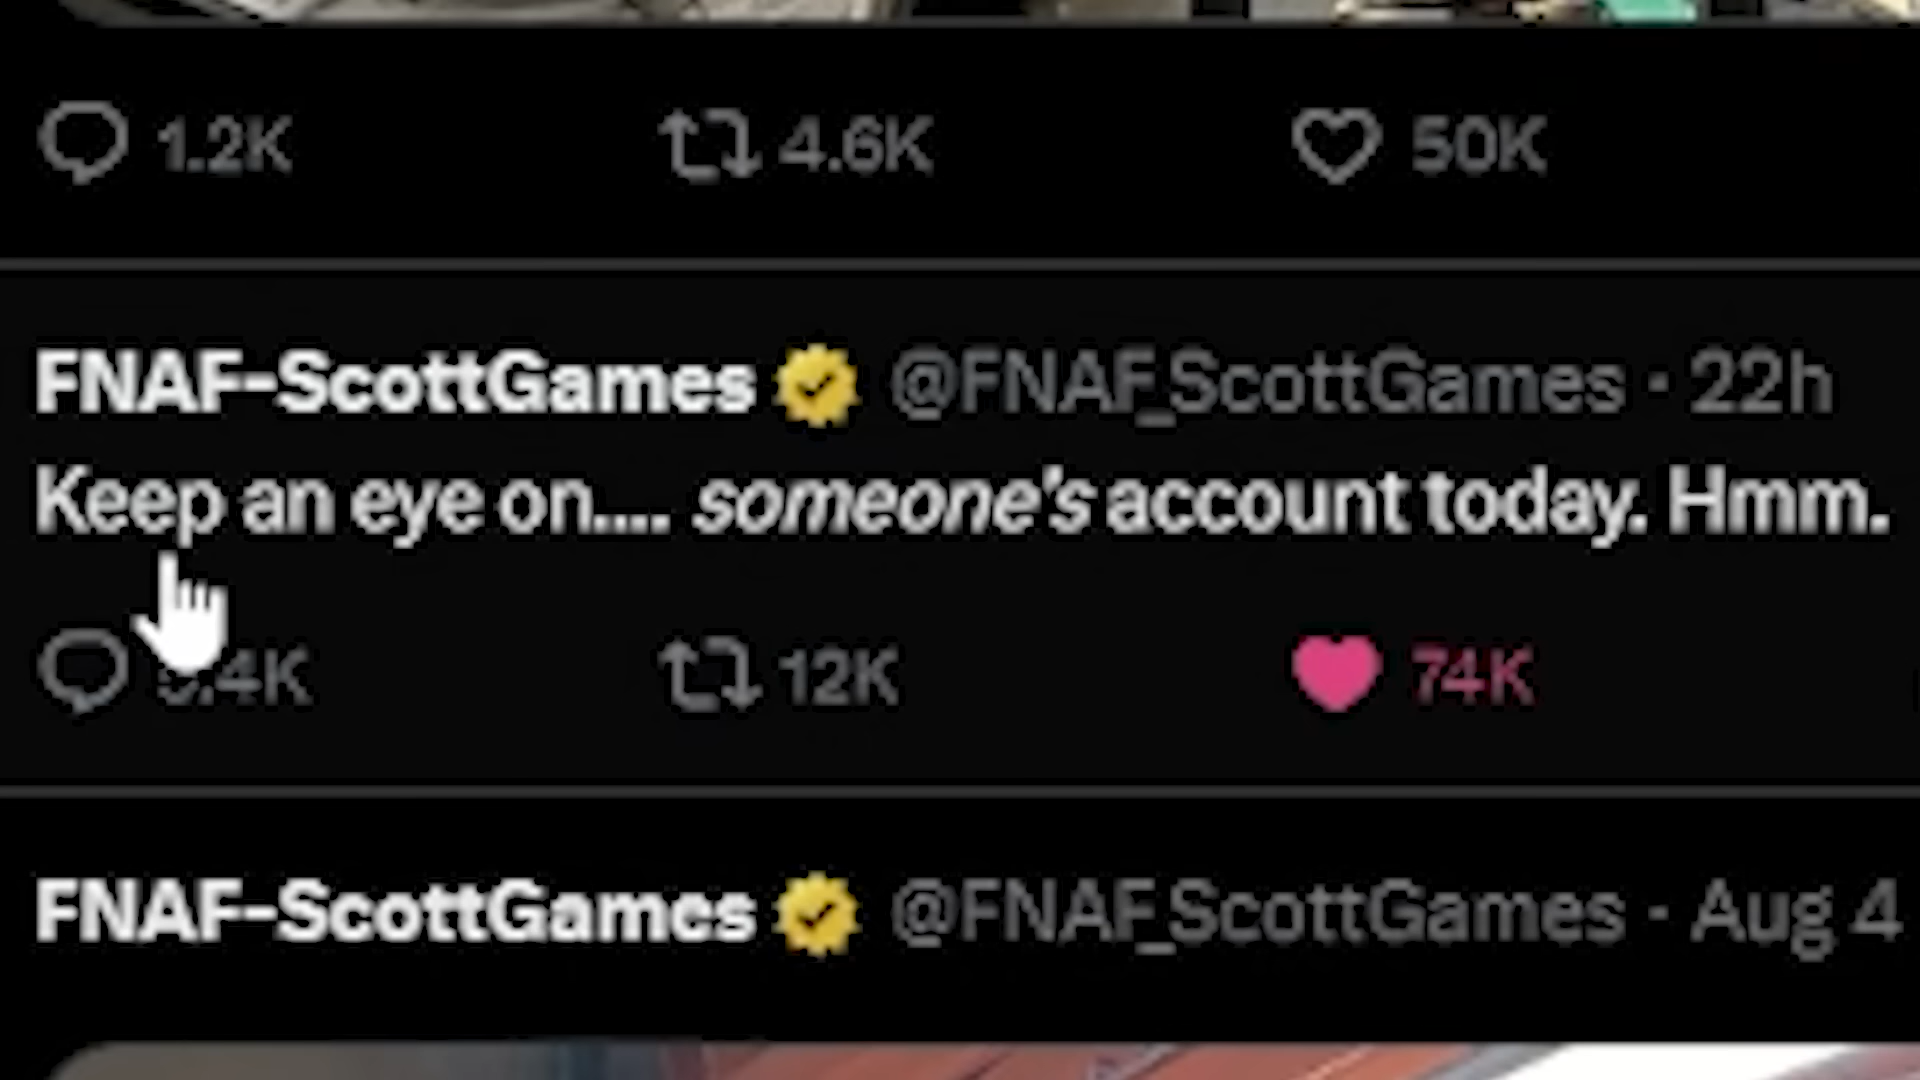 1.2K 4.6K 50K
FNAF-ScottGames @FNAF_ScottGames · 22h
Keep an eye on.... someone's account today. Hmm.
12K 74K
FNAF-ScottGames @FNAF_ScottGames · Aug 4